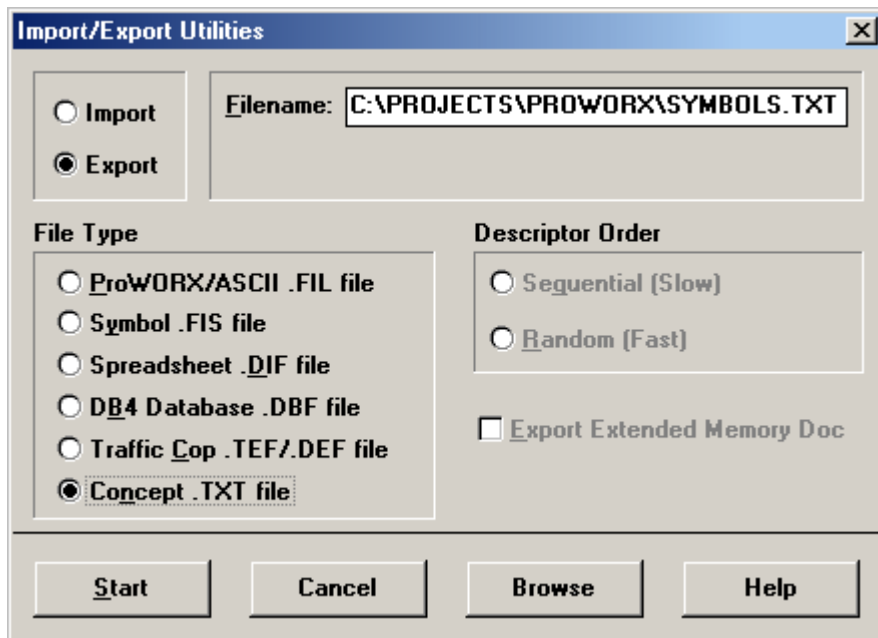 Import/Export Utilities
Import
Export
Filename: C:\PROJECTS\PROWORX\SYMBOLS.TXT
File Type
ProWORX/ASCII .FIL file
Symbol .FIS file
Spreadsheet .DIF file
DB4 Database .DBF file
Traffic Cop .TEF/.DEF file
Concept .TXT file
Descriptor Order
Sequential (Slow)
Random (Fast)
Export Extended Memory Doc
Start
Cancel
Browse
Help